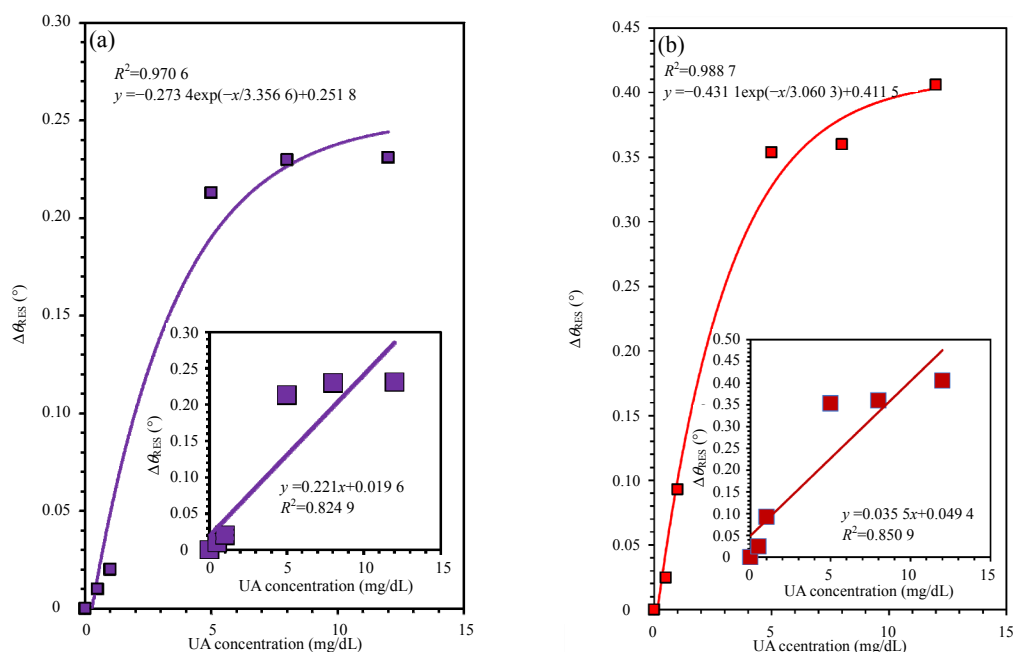 (a)
R²=0.970 6
y=−0.273 4exp(−x/3.356 6)+0.251 8
ΔθRES (°)
0.30
0.25
0.20
0.15
0.10
0.05
0
0 5 10 15
UA concentration (mg/dL)
ΔθRES (°)
0.30
0.25
0.20
0.15
0.10
0.05
0
y=0.221x+0.019 6
R²=0.824 9
0 5 10 15
UA concentration (mg/dL)
(b)
R²=0.988 7
y=−0.431 1exp(−x/3.060 3)+0.411 5
ΔθRES (°)
0.45
0.40
0.35
0.30
0.25
0.20
0.15
0.10
0.05
0
0 5 10 15
UA ccentration (mg/dL)
ΔθRES (°)
0.50
0.45
0.40
0.35
0.30
0.25
0.20
0.15
0.10
0.05
0
y=0.035 5x+0.049 4
R²=0.850 9
0 5 10 15
UA concentration (mg/dL)